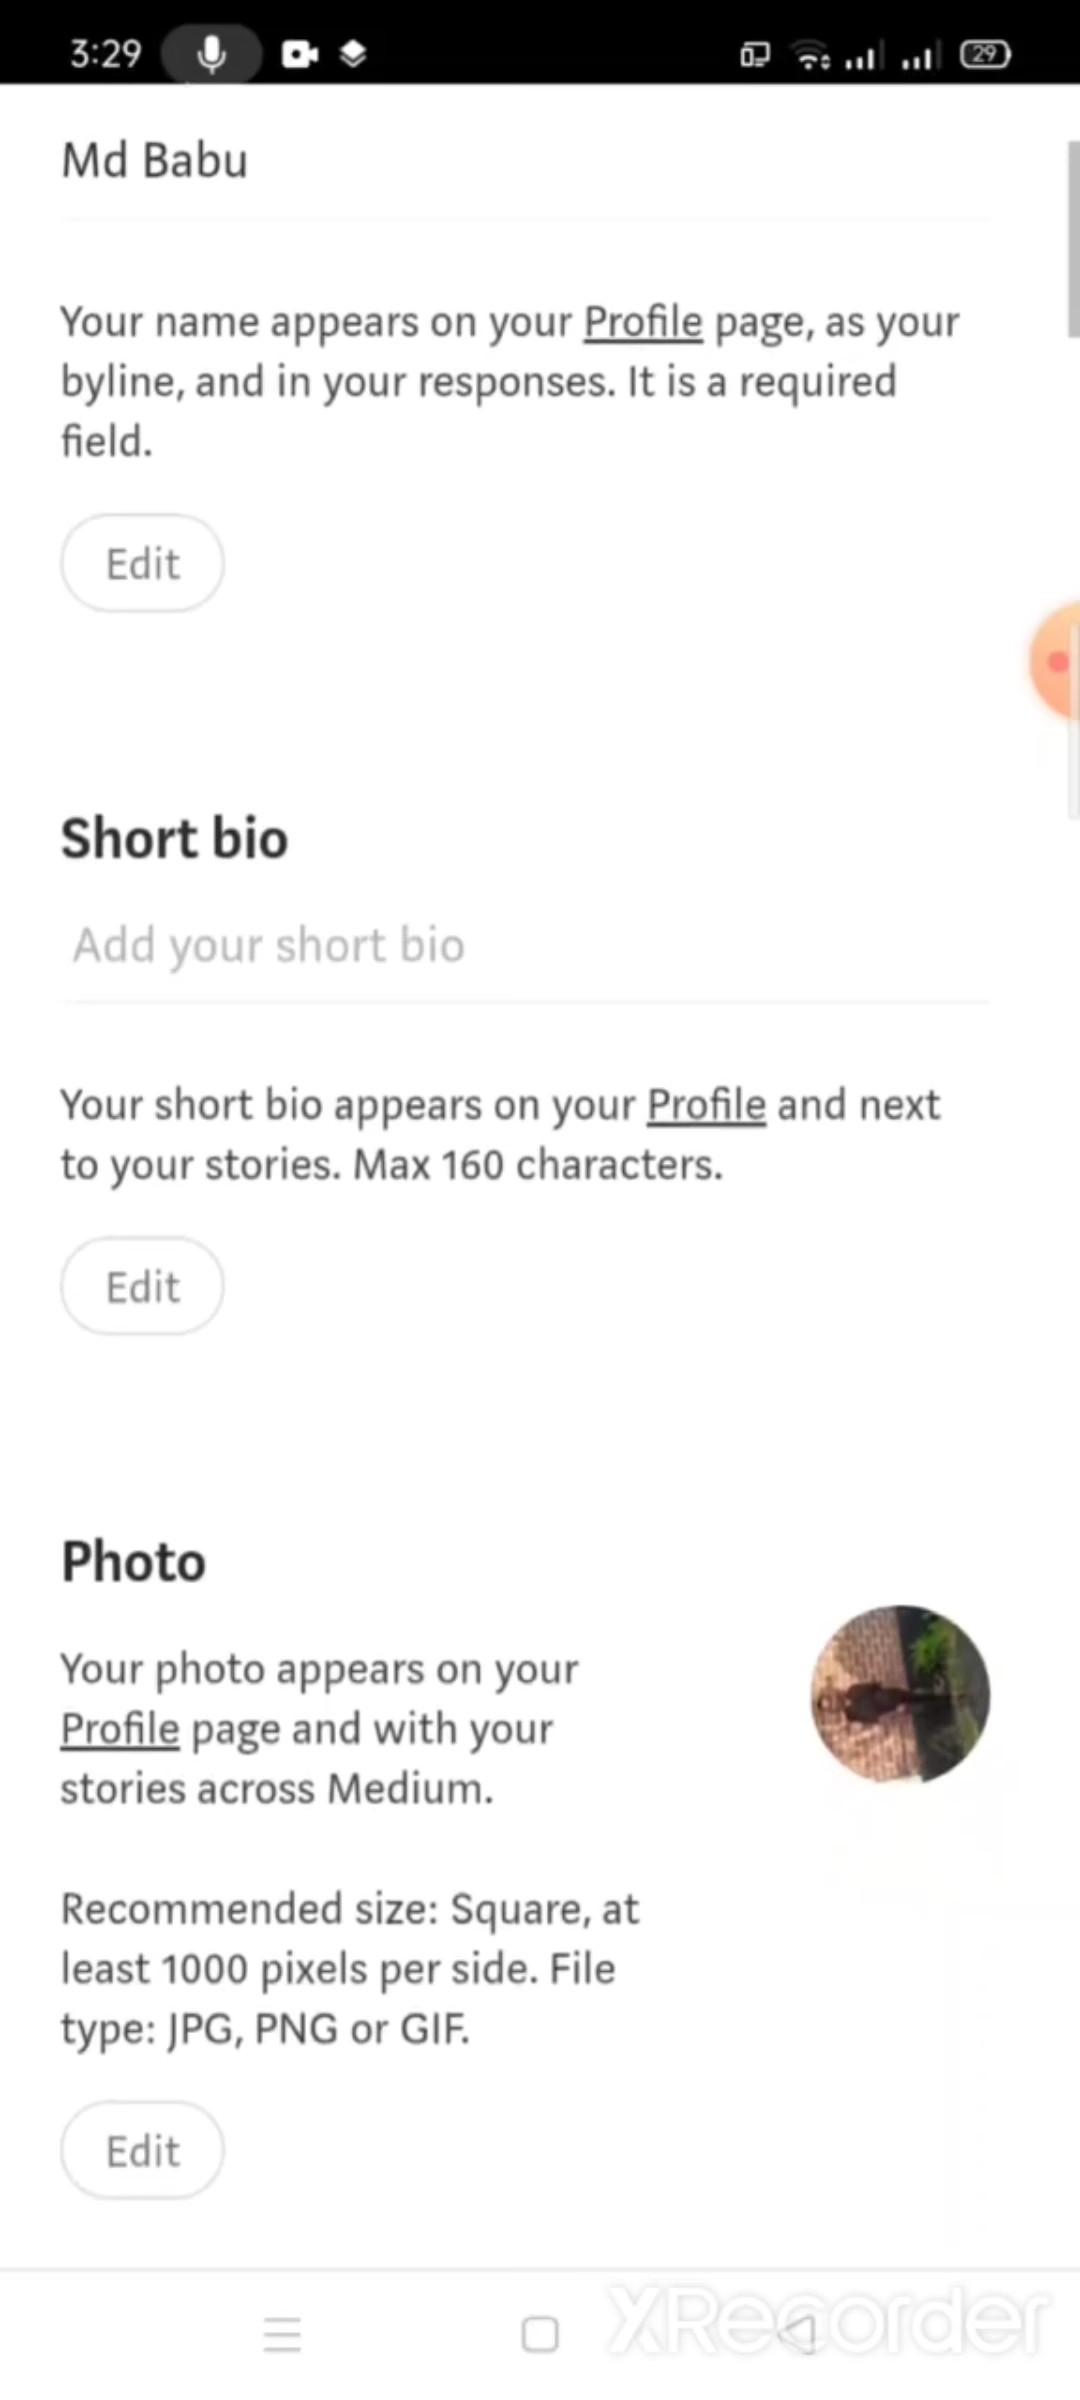 3:29
29
Md Babu
Your name appears on your Profile page, as your
byline, and in your responses. It is a required
field.
Edit
Short bio
Add your short bio
Your short bio appears on your Profile and next
to your stories. Max 160 characters.
Edit
Photo
Your photo appears on your
Profile page and with your
stories across Medium.
Recommended size: Square, at
least 1000 pixels per side. File
type: JPG, PNG or GIF.
Edit
XRecorder